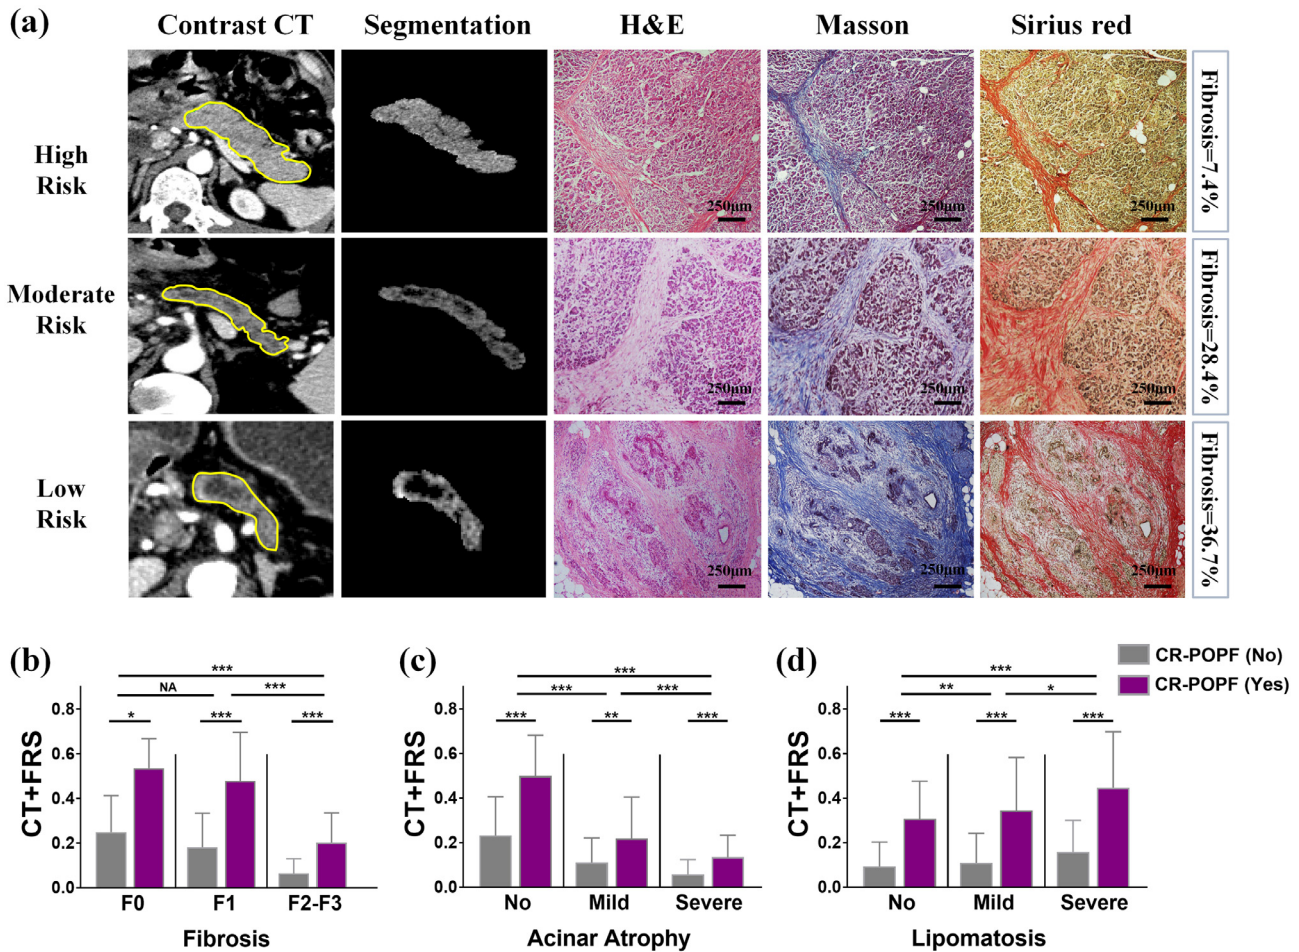 (a)
Contrast CT Segmentation H&E Masson Sirius red
High
Risk
250μm 250μm 250μm
Fibrosis=7.4%
Moderate
Risk
250μm 250μm 250μm
Fibrosis=28.4%
Low
Risk
250μm 250μm 250μm
Fibrosis=36.7%
(b)
***
NA ***
* *** ***
CT+FRS
0.8
0.6
0.4
0.2
0.0
F0 F1 F2-F3
Fibrosis
(c)
***
*** ***
*** ** ***
CT+FRS
0.8
0.6
0.4
0.2
0.0
No Mild Severe
Acinar Atrophy
(d)
***
** *
*** *** ***
CT+FRS
0.8
0.6
0.4
0.2
0.0
No Mild Severe
Lipomatosis
CR-POPF (No)
CR-POPF (Yes)